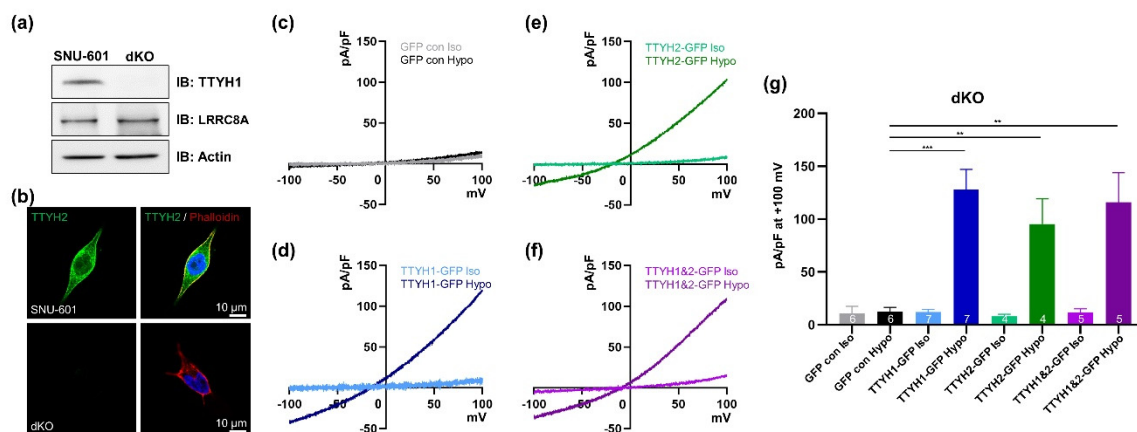 (a)
SNU-601 dKO
IB: TTYH1
IB: LRRC8A
IB: Actin
(b)
TTYH2
TTYH2 / Phalloidin
SNU-601
10 µm
dKO
10 µm
(c)
pA/pF
150
100
50
-100 -50 0 50 100
mV
-50
GFP con Iso
GFP con Hypo
(d)
pA/pF
150
100
50
-100 -50 0 50 100
mV
-50
TTYH1-GFP Iso
TTYH1-GFP Hypo
(e)
pA/pF
150
100
50
-100 -50 0 50 100
mV
-50
TTYH2-GFP Iso
TTYH2-GFP Hypo
(f)
pA/pF
150
100
50
-100 -50 0 50 100
mV
-50
TTYH1&2-GFP Iso
TTYH1&2-GFP Hypo
(g)
dKO
pA/pF at +100 mV
200
150
100
50
0
**
**
***
6 6 7 7 4 4 5 5
GFP con Iso
GFP con Hypo
TTYH1-GFP Iso
TTYH1-GFP Hypo
TTYH2-GFP Iso
TTYH2-GFP Hypo
TTYH1&2-GFP Iso
TTYH1&2-GFP Hypo